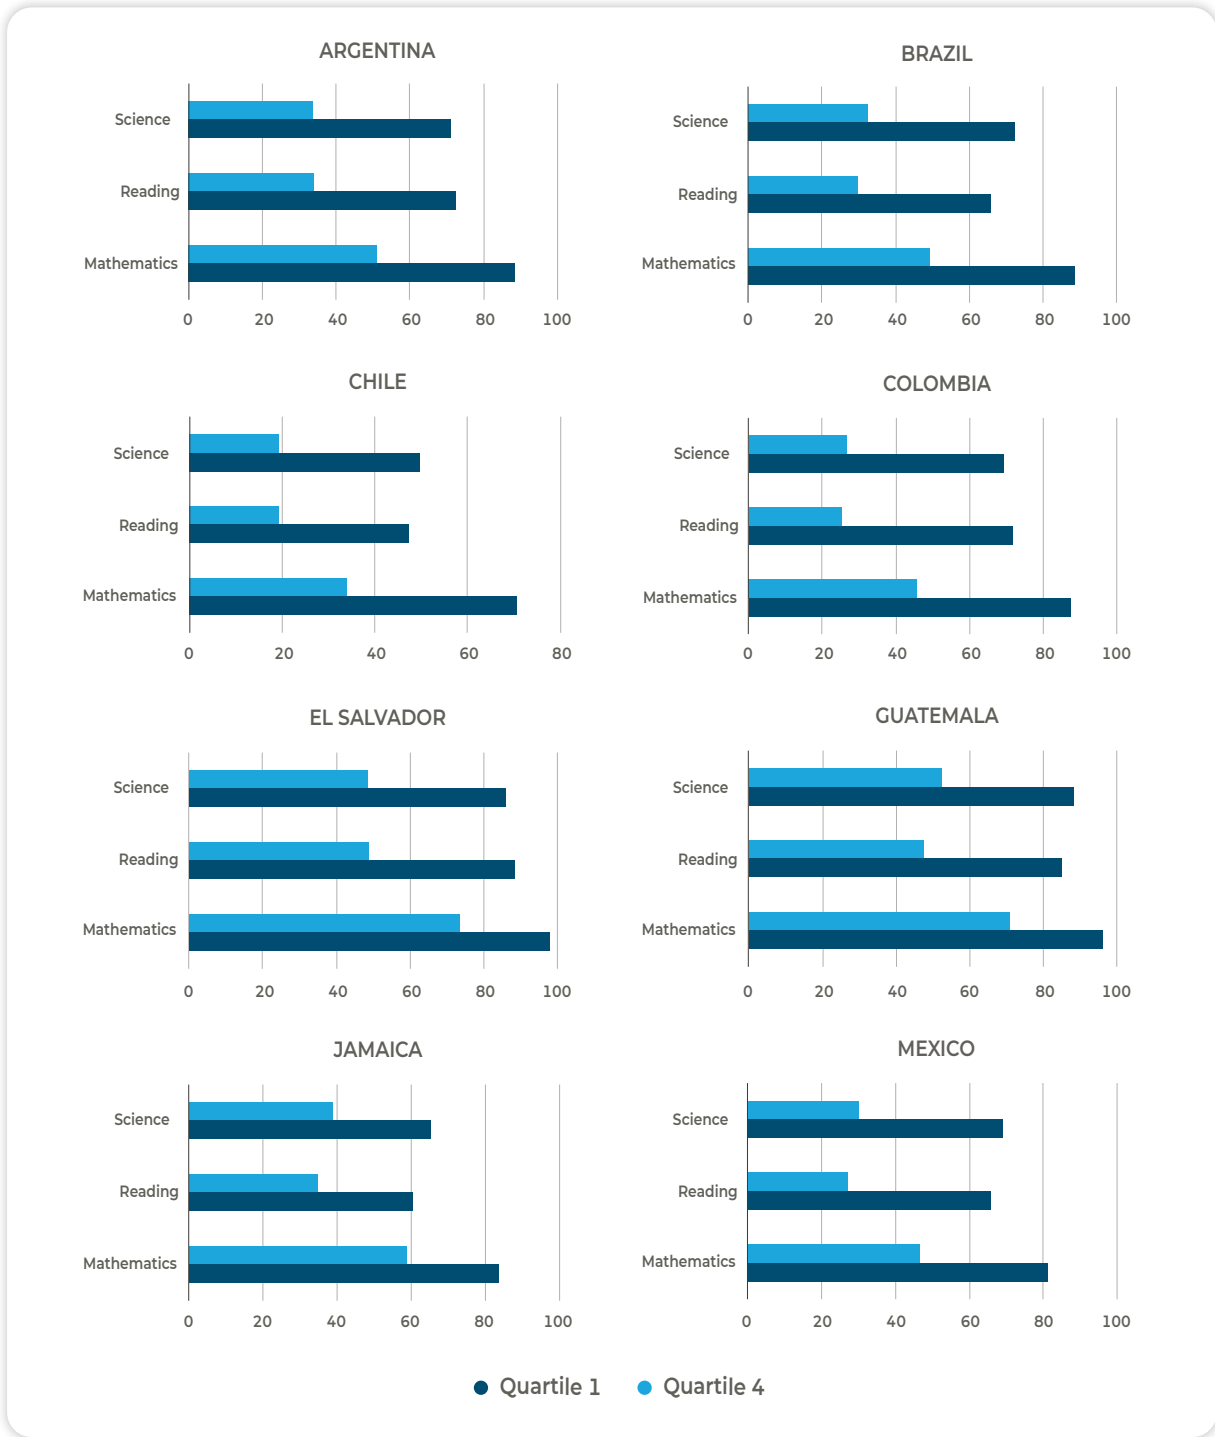 ARGENTINA
Science
Reading
Mathematics
0 20 40 60 80 100
BRAZIL
Science
Reading
Mathematics
0 20 40 60 80 100
CHILE
Science
Reading
Mathematics
0 20 40 60 80
COLOMBIA
Science
Reading
Mathematics
0 20 40 60 80 100
EL SALVADOR
Science
Reading
Mathematics
0 20 40 60 80 100
GUATEMALA
Science
Reading
Mathematics
0 20 40 60 80 100
JAMAICA
Science
Reading
Mathematics
0 20 40 60 80 100
MEXICO
Science
Reading
Mathematics
0 20 40 60 80 100
Quartile 1 Quartile 4